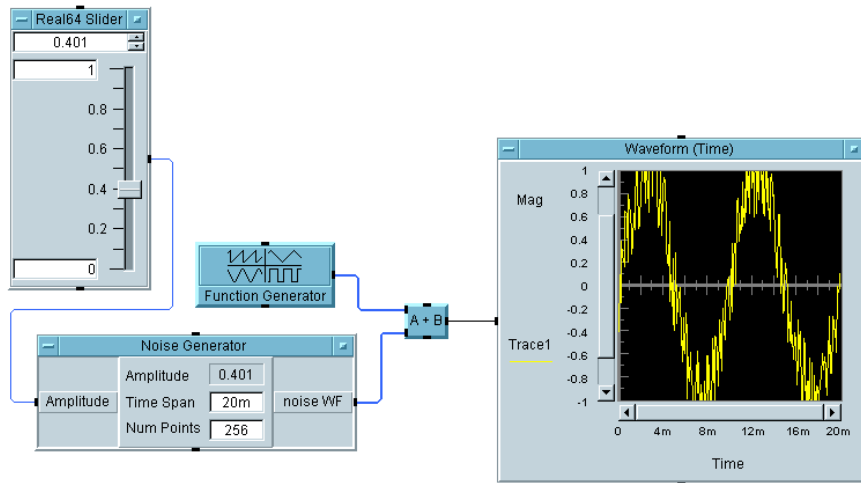 Real64 Slider
0.401
1
0.8
0.6
0.4
0.2
0
Function Generator
A + B
Noise Generator
Amplitude
Amplitude 0.401
Time Span 20m
Num Points 256
noise WF
Waveform (Time)
Mag
Trace1
1
0.8
0.6
0.4
0.2
0
-0.2
-0.4
-0.6
-0.8
-1
0 4m 8m 12m 16m 20m
Time